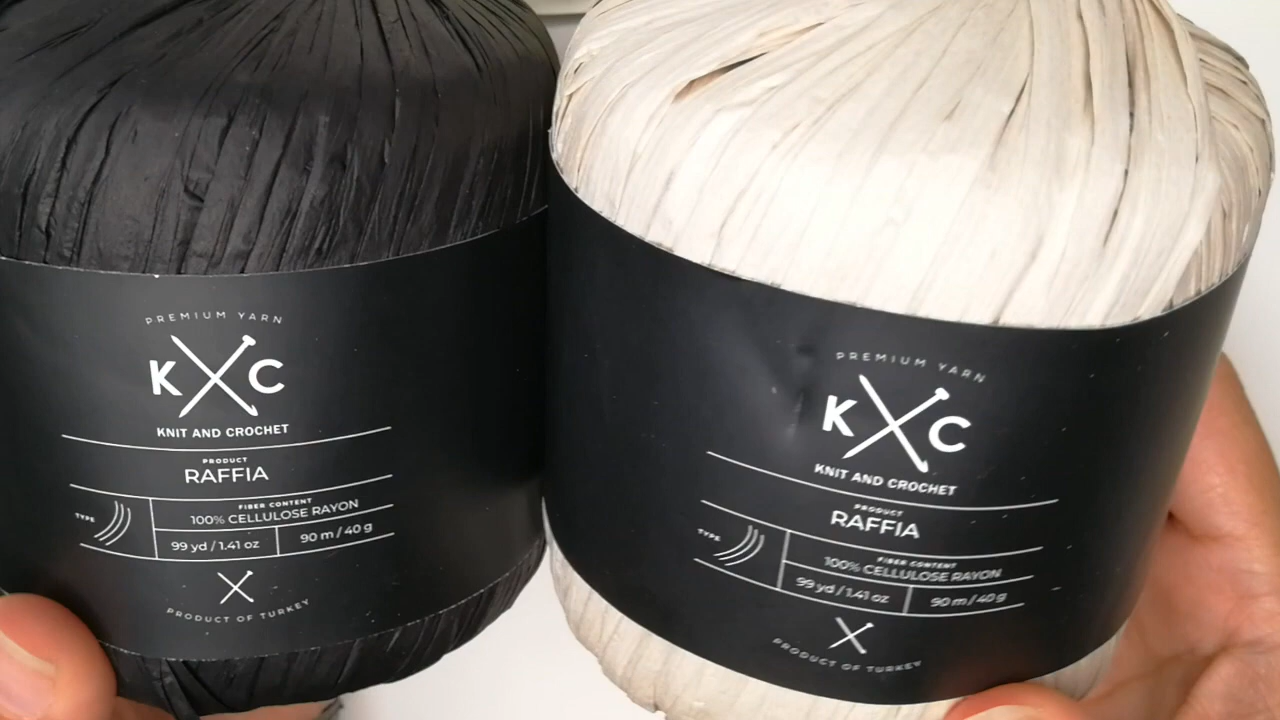 PREMIUM YARN
K C
KNIT AND CROCHET
PRODUCT
RAFFIA
TYPE
FIBER CONTENT
100% CELLULOSE RAYON
99 yd / 1.41 oz
90 m / 40 g
PRODUCT OF TURKEY
PREMIUM YARN
K C
KNIT AND CROCHET
PRODUCT
RAFFIA
TYPE
FIBER CONTENT
100% CELLULOSE RAYON
99 yd / 1.41 oz
90 m / 40 g
PRODUCT OF TURKEY